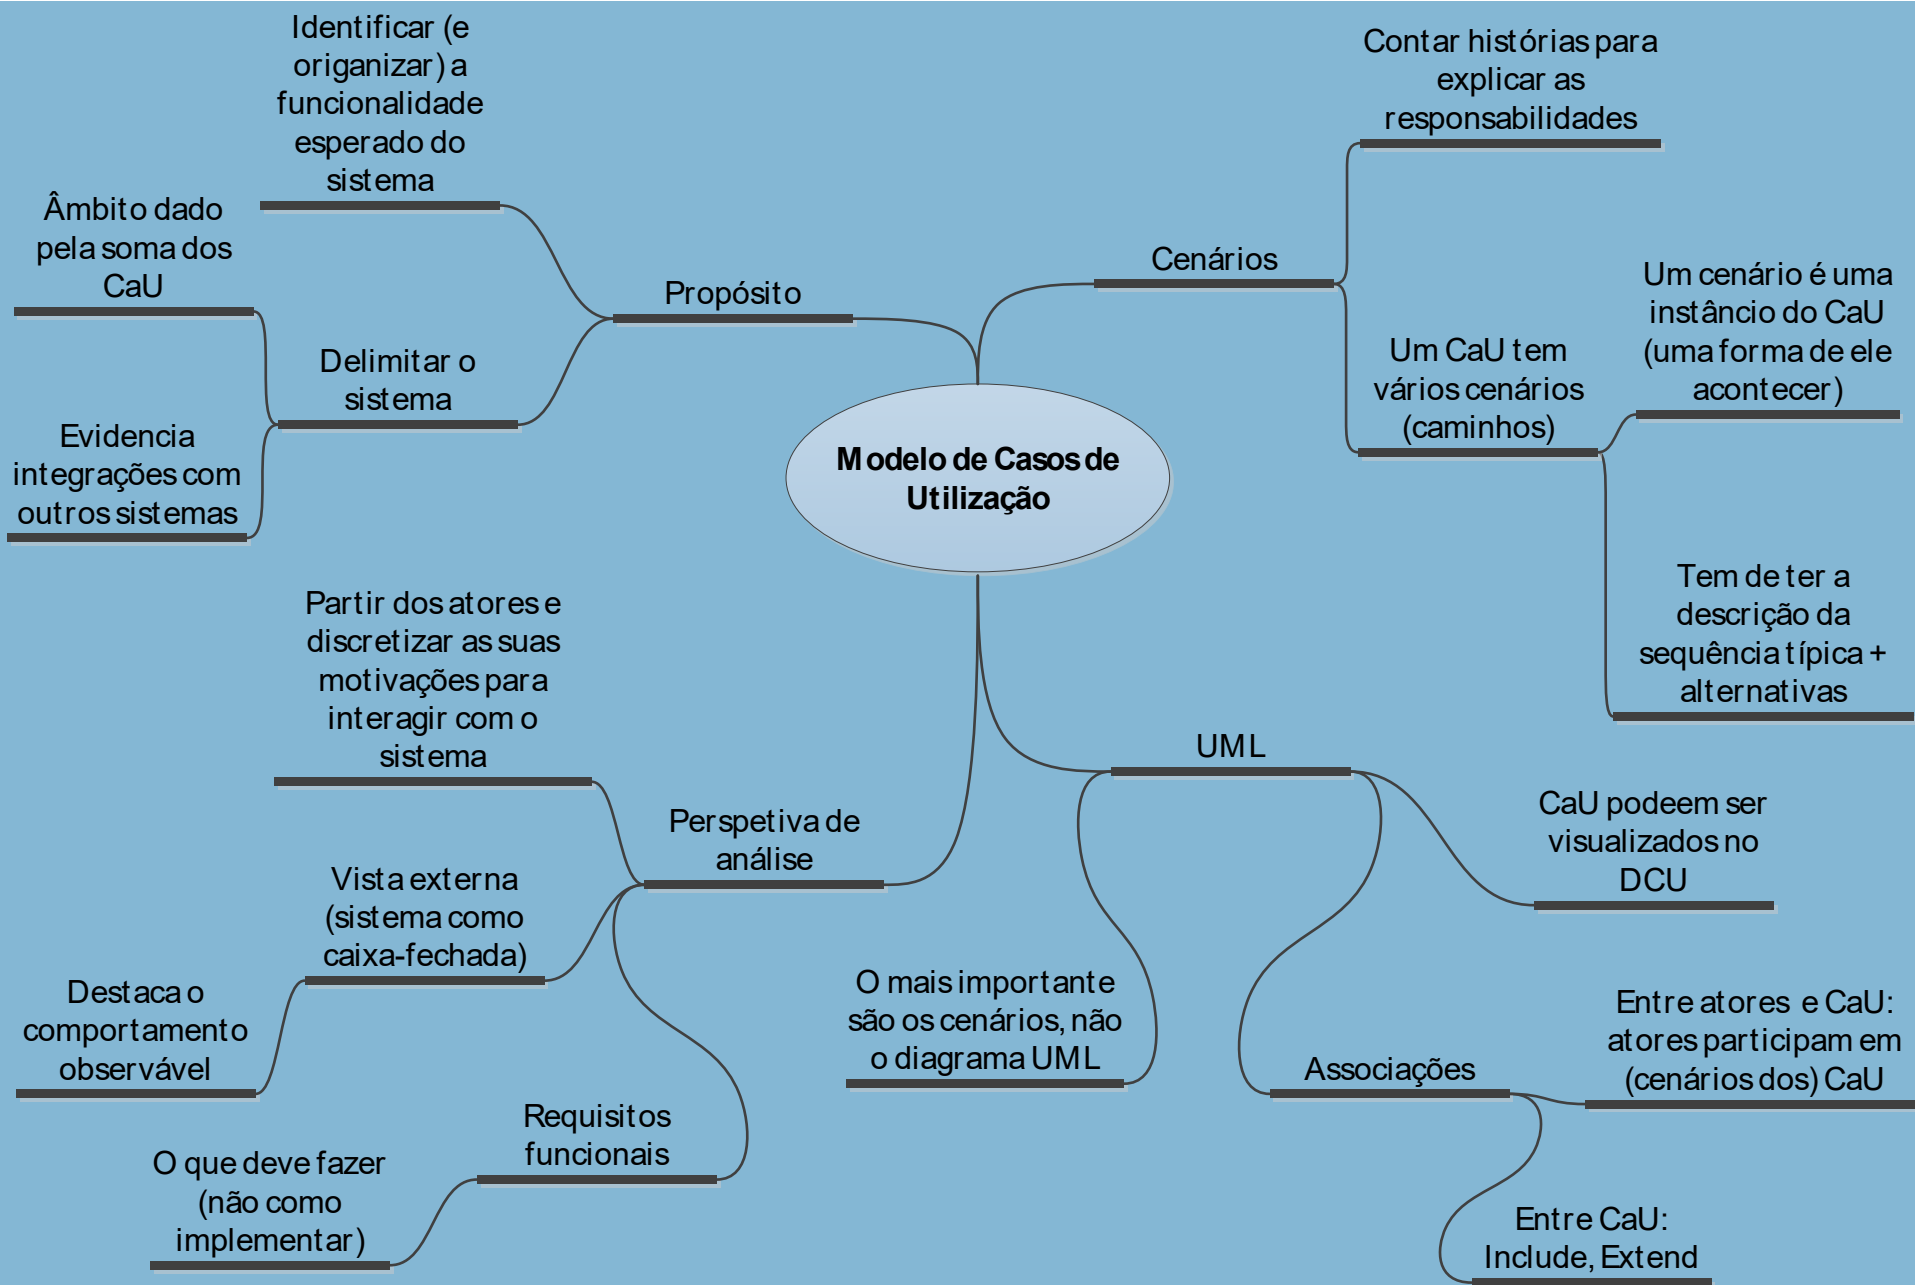 Modelo de Casos de
Utilização
Propósito
Identificar (e
origanizar) a
funcionalidade
esperado do
sistema
Delimitar o
sistema
Âmbito dado
pela soma dos
CaU
Evidencia
integrações com
outros sistemas
Cenários
Contar histórias para
explicar as
responsabilidades
Um CaU tem
vários cenários
(caminhos)
Um cenário é uma
instâncio do CaU
(uma forma de ele
acontecer)
Tem de ter a
descrição da
sequência típica +
alternativas
Perspetiva de
análise
Partir dos atores e
discretizar as suas
motivações para
interagir com o
sistema
Vista externa
(sistema como
caixa-fechada)
Destaca o
comportamento
observável
Requisitos
funcionais
O que deve fazer
(não como
implementar)
UML
CaU podeem ser
visualizados no
DCU
O mais importante
são os cenários, não
o diagrama UML
Associações
Entre atores e CaU:
atores participam em
(cenários dos) CaU
Entre CaU:
Include, Extend